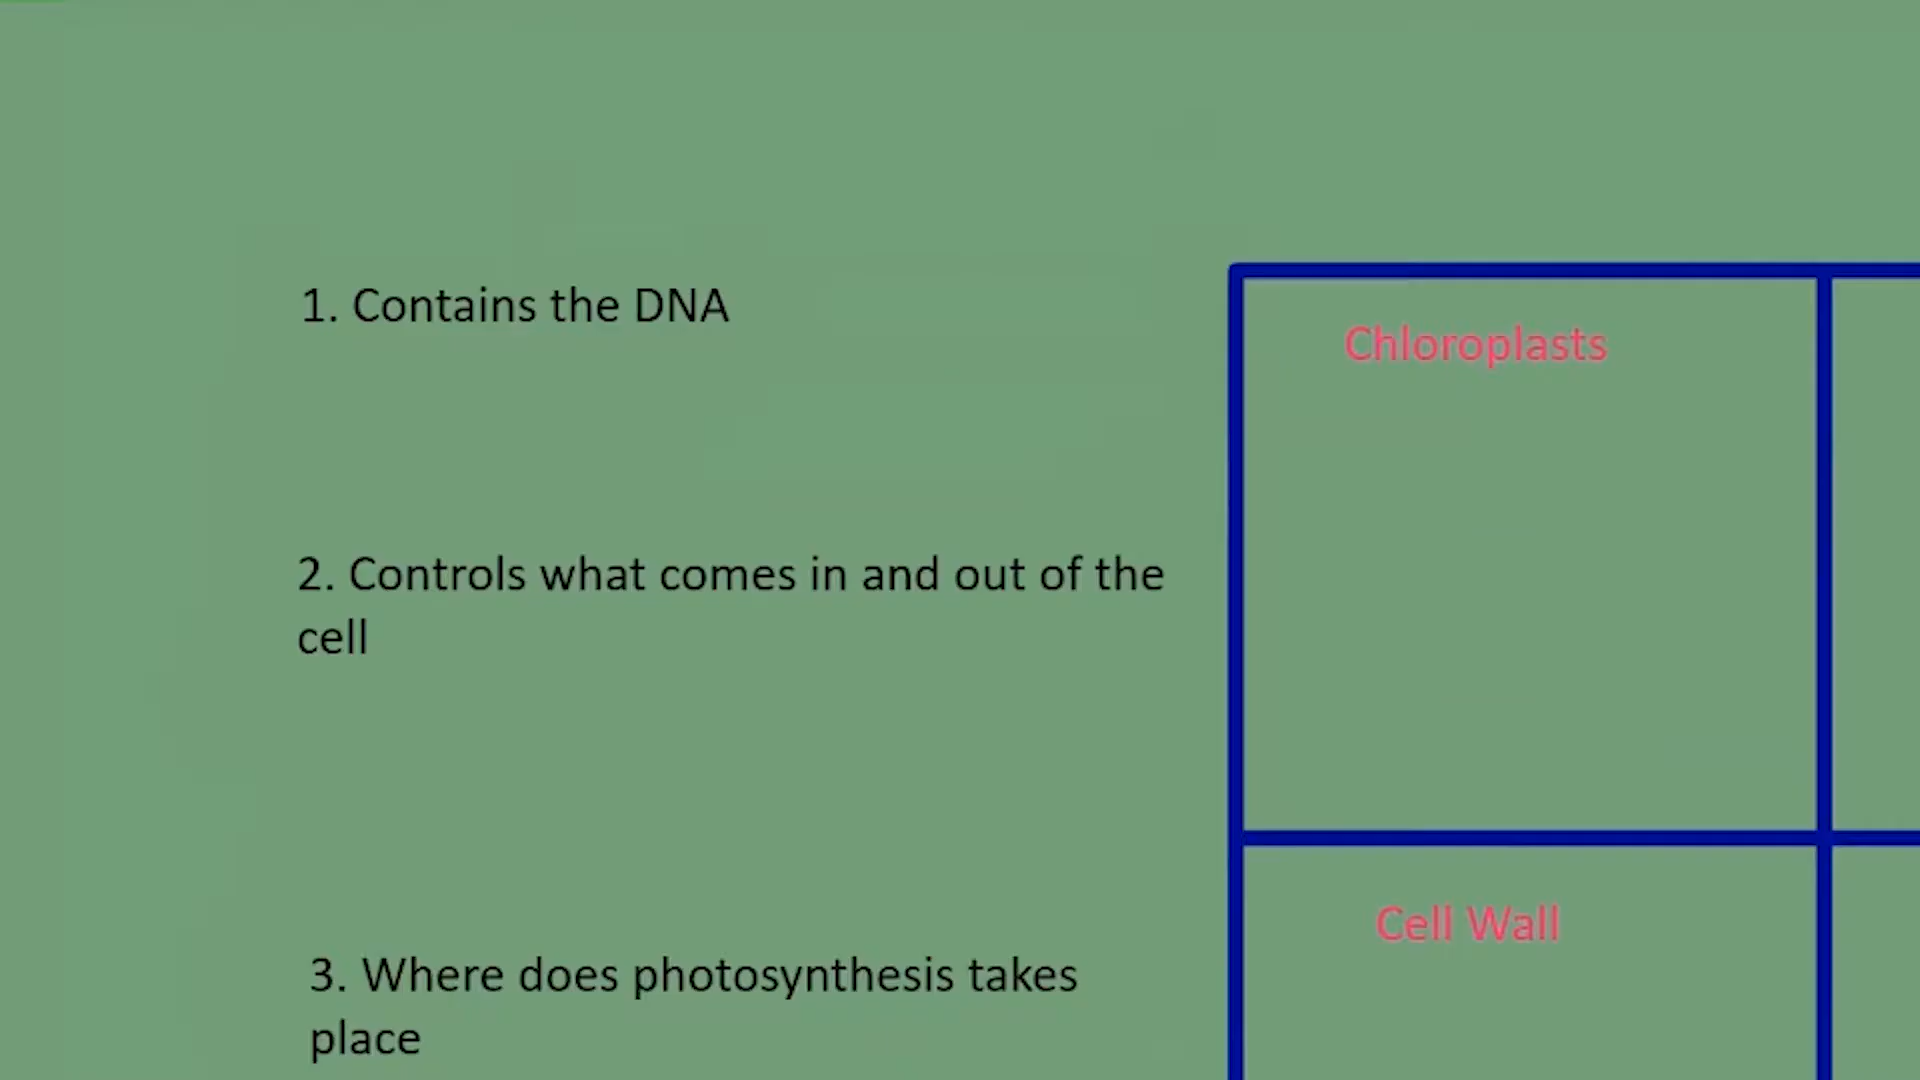 1. Contains the DNA
Chloroplasts
2. Controls what comes in and out of the
cell
Cell Wall
3. Where does photosynthesis takes
place